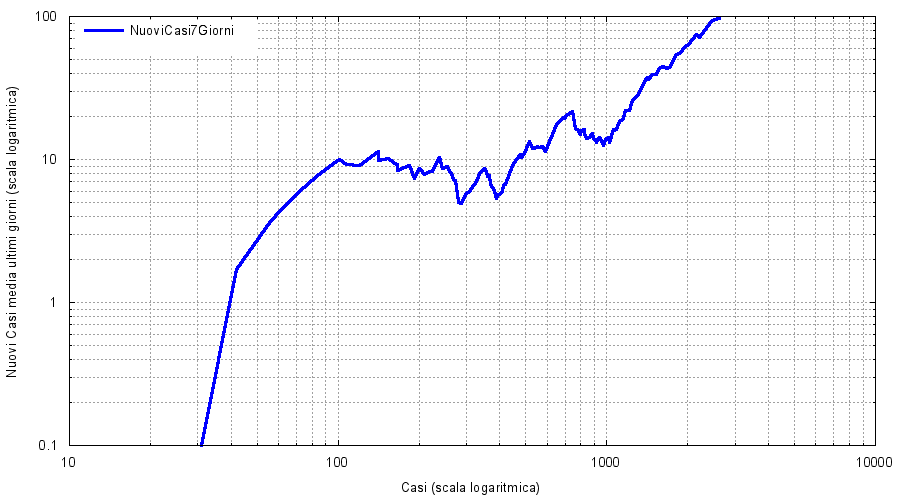 100
NuoviCasi7Giorni
10
1
0.1
Nuovi Casi media ultimi giorni (scala logaritmica)
10
100
1000
10000
Casi (scala logaritmica)